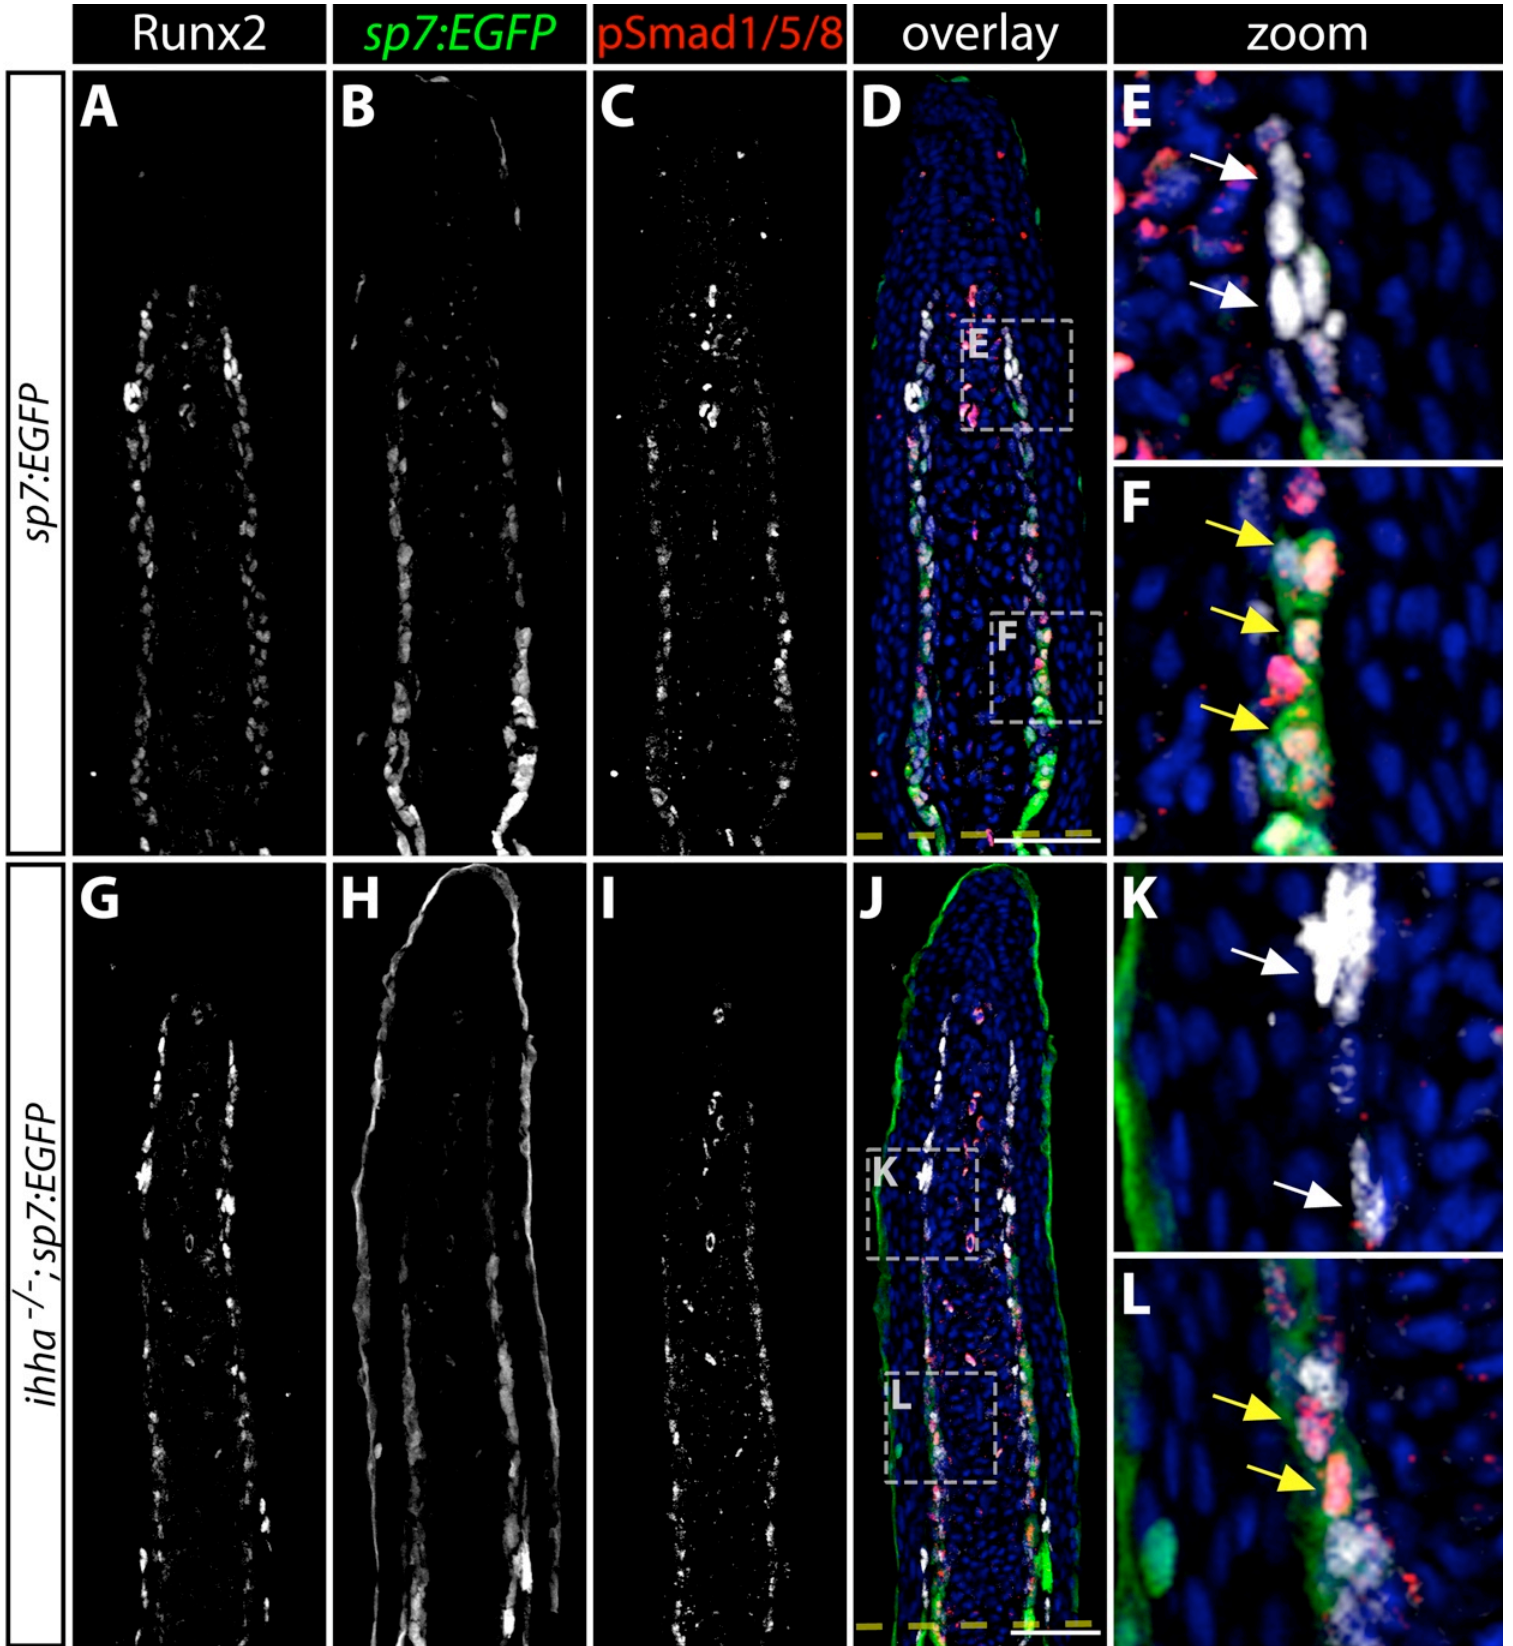 Runx2 sp7:EGFP pSmad1/5/8 overlay zoom
sp7:EGFP
A B C D E
E
F
F
G H I J K
ihha -/-; sp7:EGFP
K
L
L